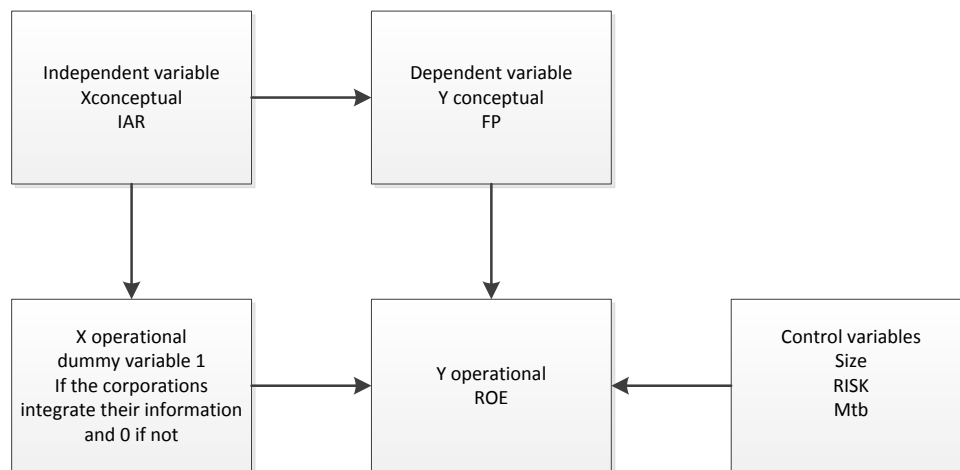 Independent variable
Xconceptual
IAR
Dependent variable
Y conceptual
FP
X operational
dummy variable 1
If the corporations
integrate their information
and 0 if not
Y operational
ROE
Control variables
Size
RISK
Mtb